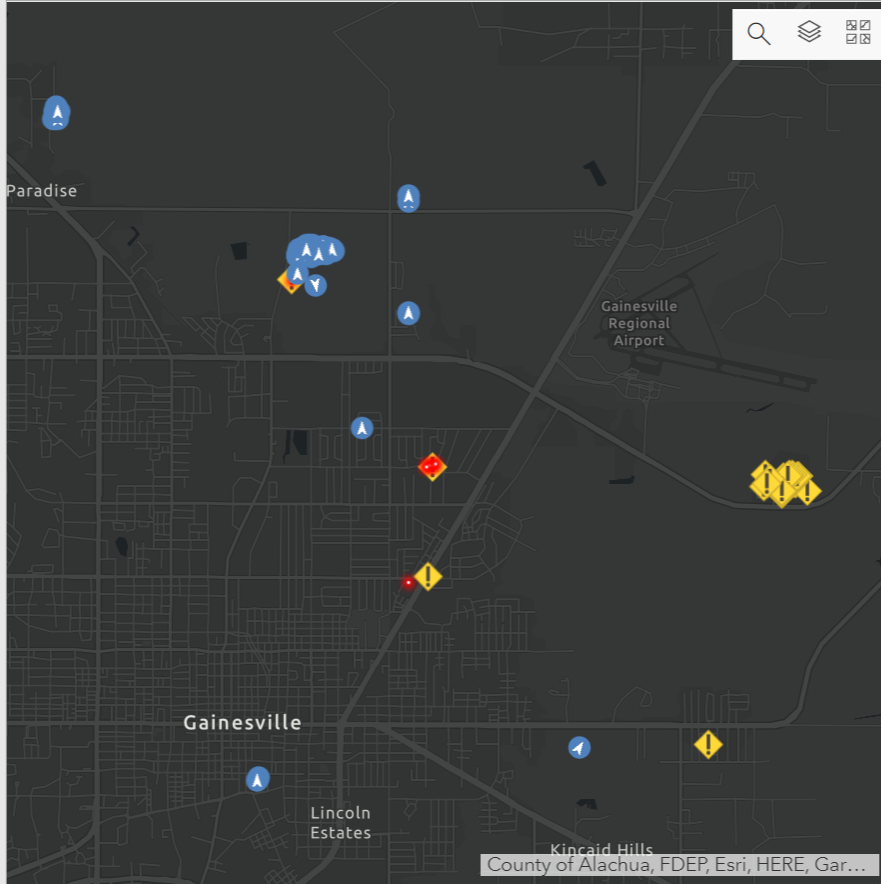 Paradise
Gainesville
Regional
Airport
Gainesville
Lincoln
Estates
Kincaid Hills
County of Alachua, FDEP, Esri, HERE, Gar…